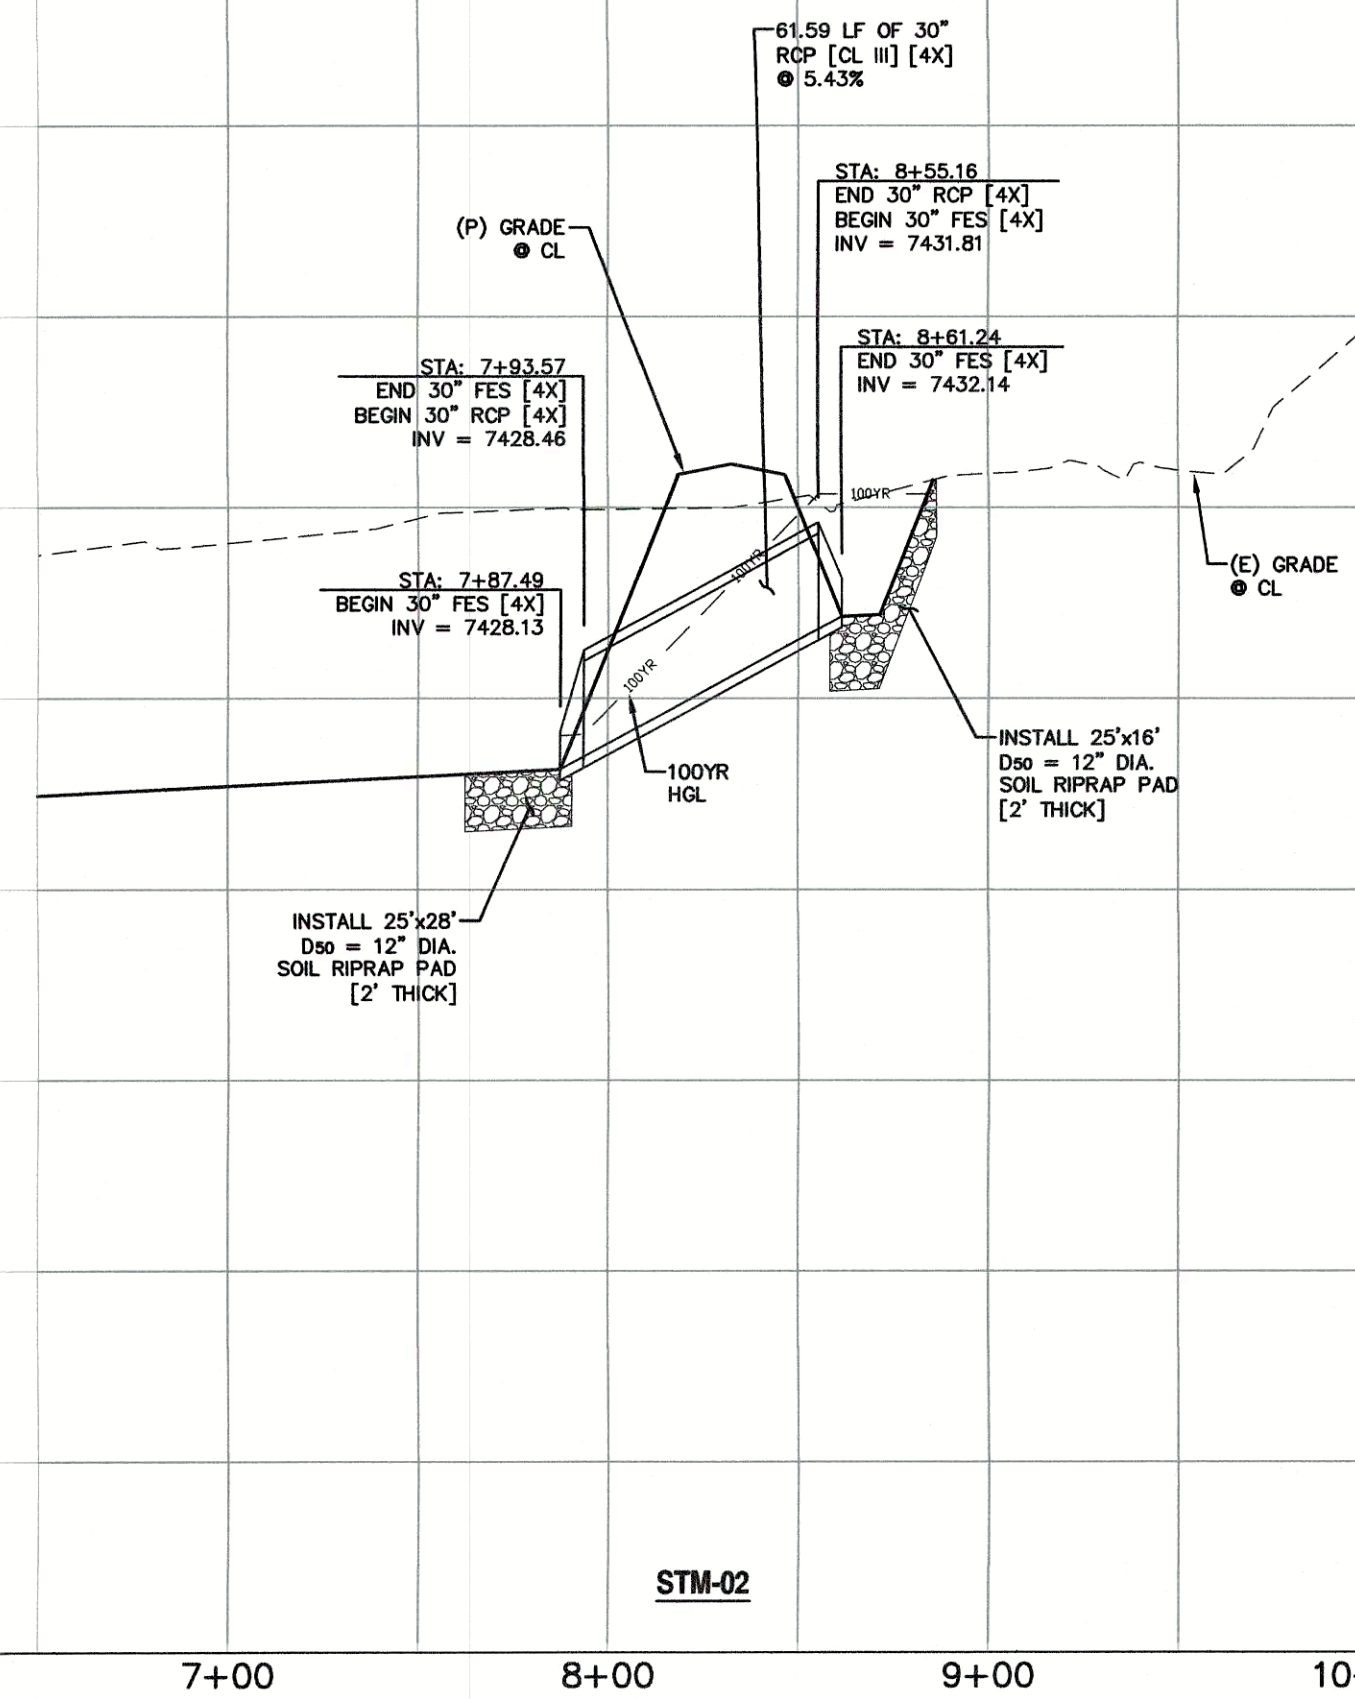 61.59 LF OF 30"
RCP [CL III] [4X]
@ 5.43%
STA: 8+55.16
END 30" RCP [4X]
BEGIN 30" FES [4X]
INV = 7431.81
(P) GRADE
@ CL
STA: 8+61.24
END 30" FES [4X]
INV = 7432.14
STA: 7+93.57
END 30" FES [4X]
BEGIN 30" RCP [4X]
INV = 7428.46
100YR
100YR
(E) GRADE
@ CL
STA: 7+87.49
BEGIN 30" FES [4X]
INV = 7428.13
100YR
100YR
HGL
INSTALL 25'x16'
D50 = 12" DIA.
SOIL RIPRAP PAD
[2' THICK]
INSTALL 25'x28'
D50 = 12" DIA.
SOIL RIPRAP PAD
[2' THICK]
STM-02
7+00 8+00 9+00 10